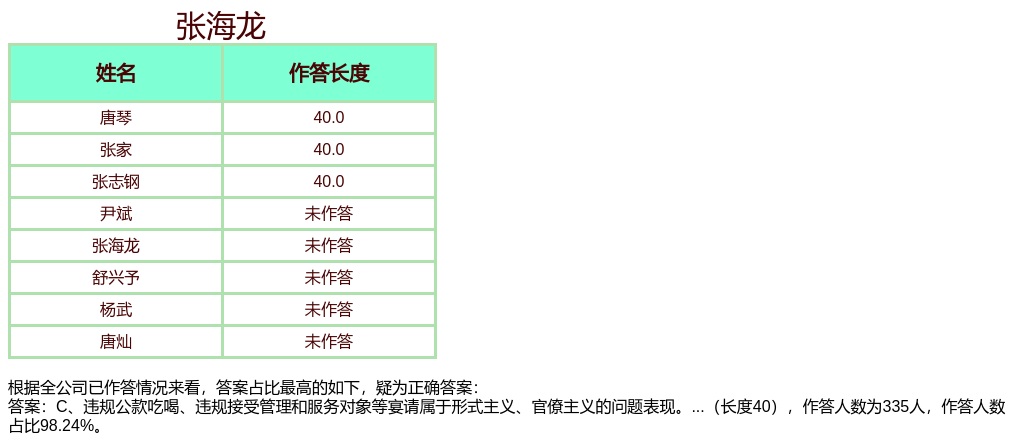 张海龙
姓名 作答长度
唐琴 40.0
张家 40.0
张志钢 40.0
尹斌 未作答
张海龙 未作答
舒兴予 未作答
杨武 未作答
唐灿 未作答
根据全公司已作答情况来看，答案占比最高的如下，疑为正确答案：
答案：C、违规公款吃喝、违规接受管理和服务对象等宴请属于形式主义、官僚主义的问题表现。...（长度40），作答人数为335人，作答人数
占比98.24%。